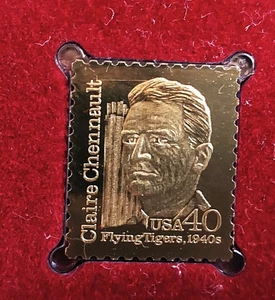 Claire Chennault
USA 40
Flying Tigers, 1940s